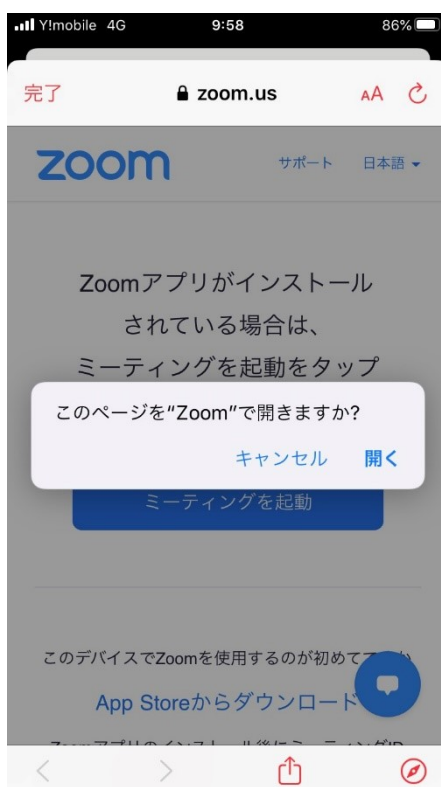 Y!mobile 4G 9:58 86%
完了 zoom.us AA
zoom サポート 日本語
Zoomアプリがインストール
されている場合は、
ミーティングを起動をタップ
このページを"Zoom"で開きますか?
キャンセル 開く
ミーティングを起動
このデバイスでZoomを使用するのが初めて
App Storeからダウンロード